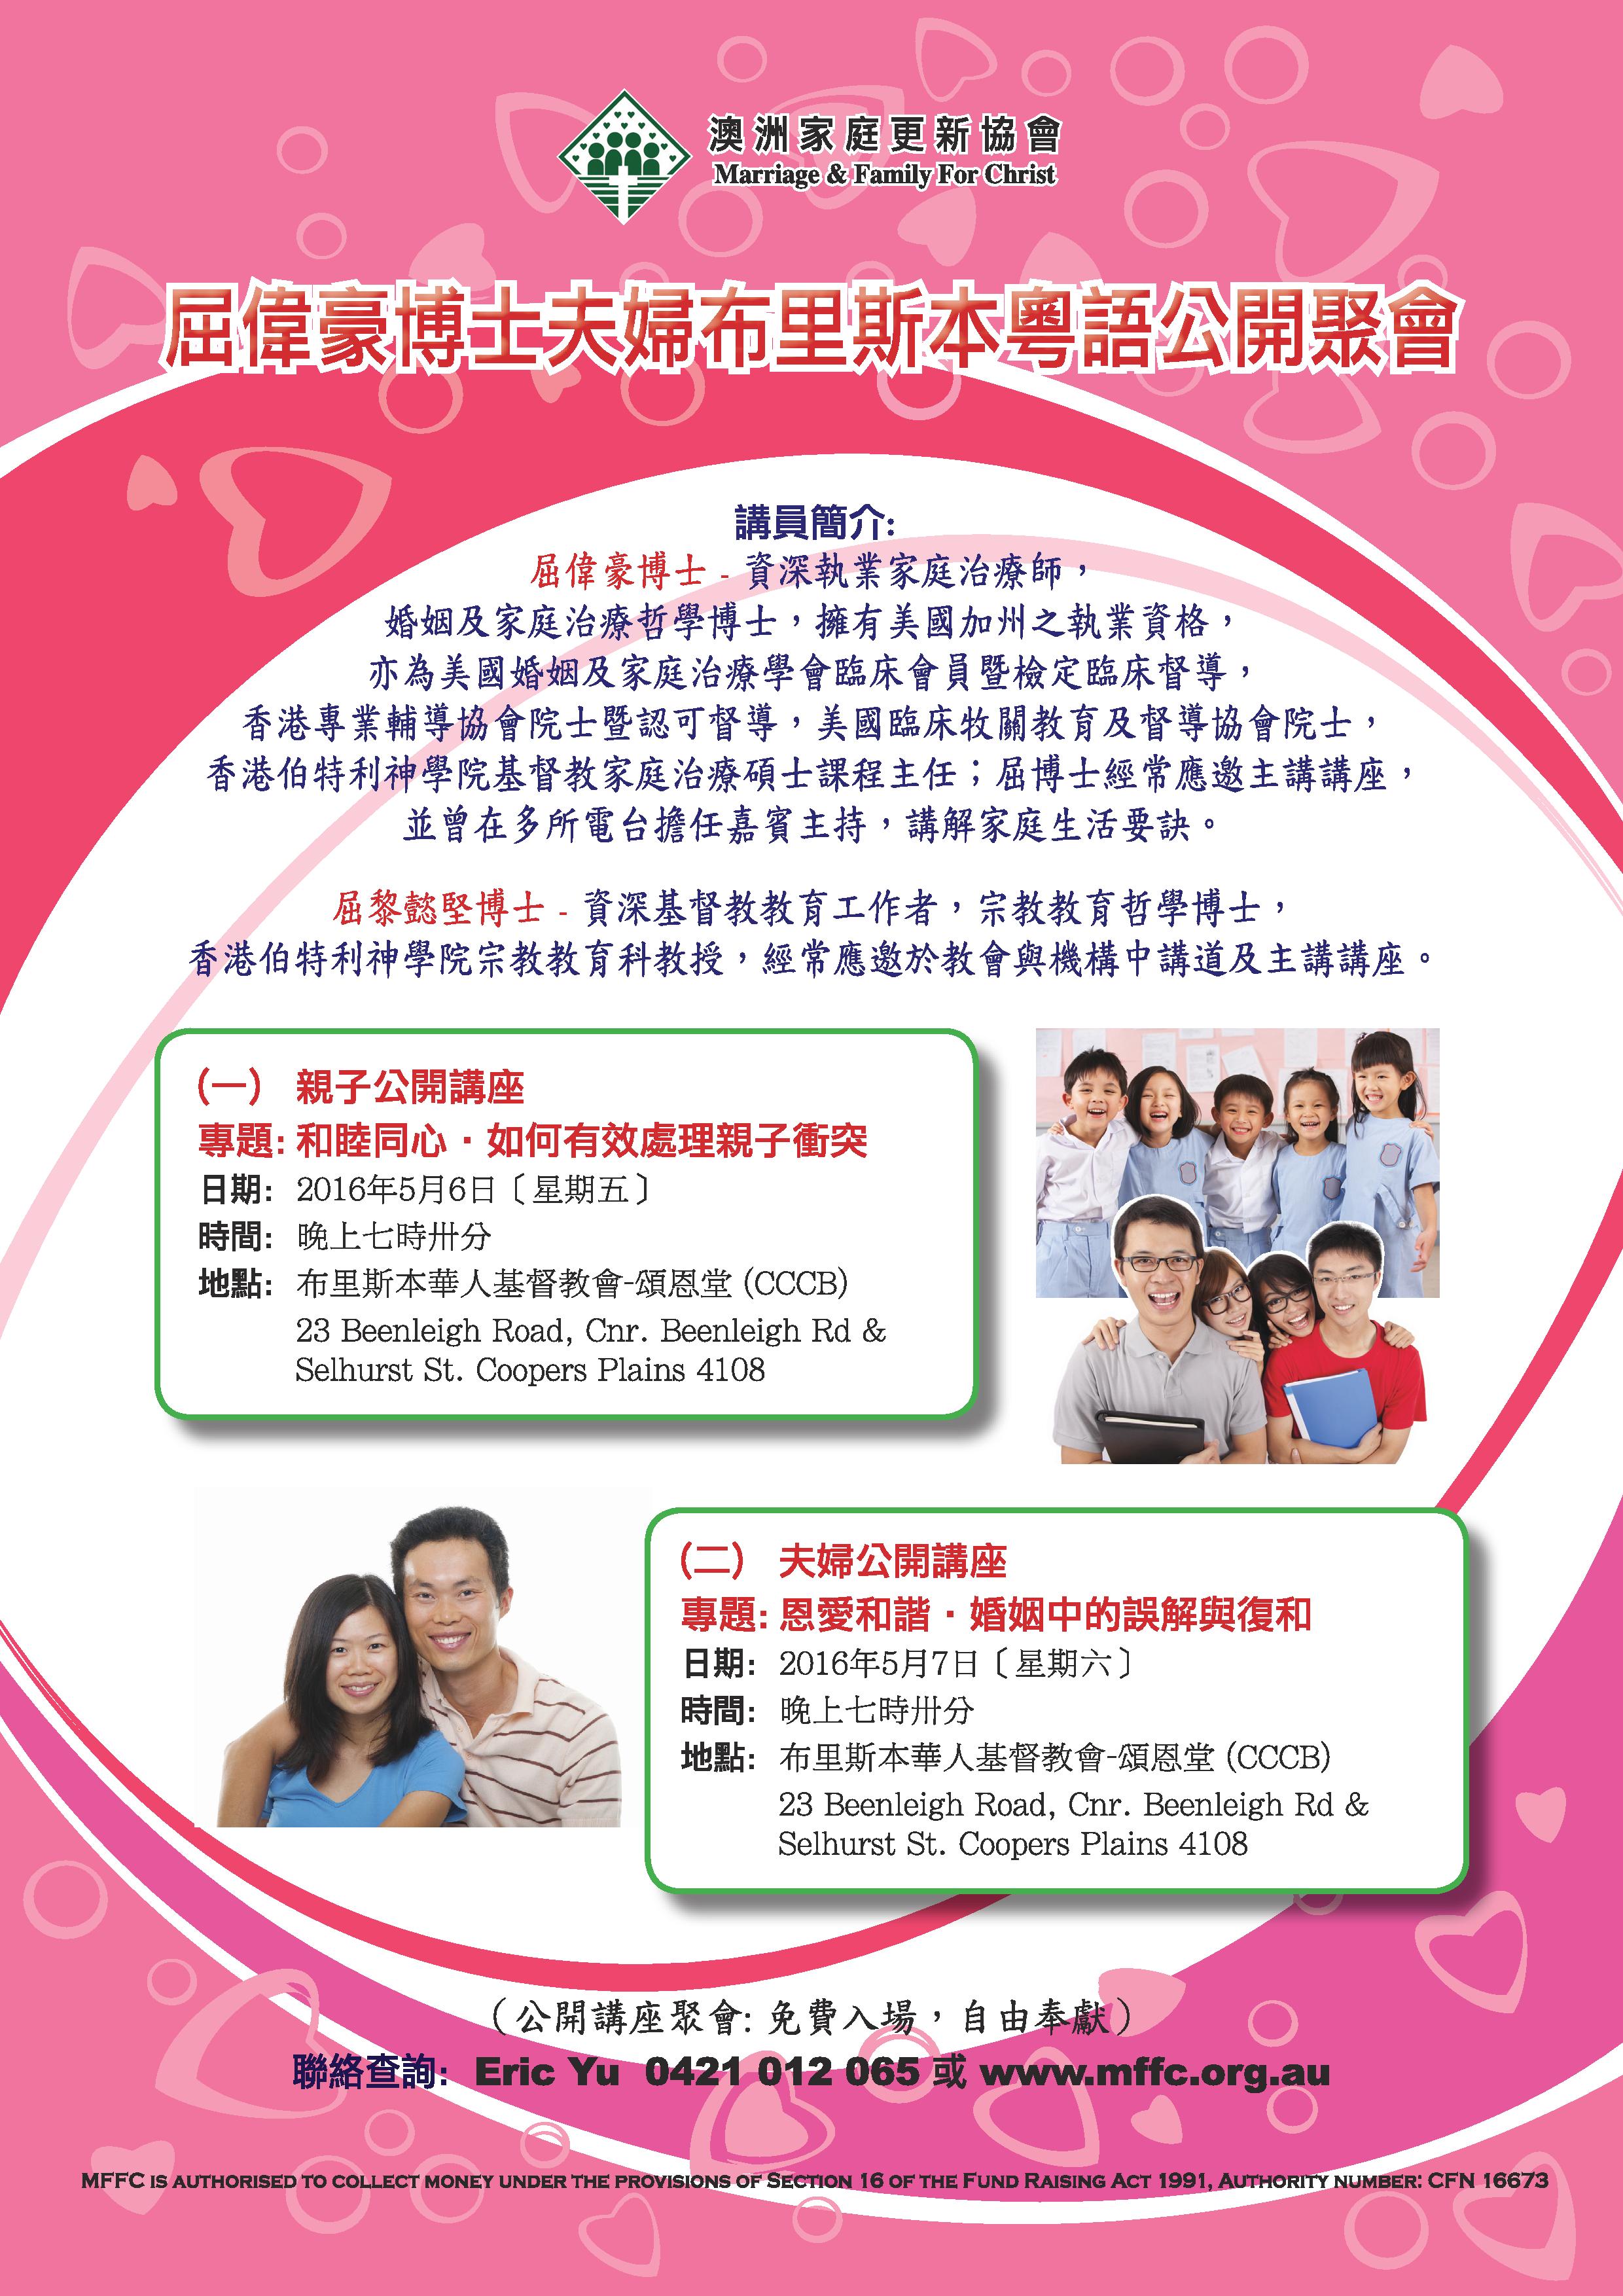 澳洲家庭更新協會
Marriage & Family For Christ
屈偉豪博士夫婦布里斯本粵語公開聚會
講員簡介:
屈偉豪博士 - 資深執業家庭治療師，
婚姻及家庭治療哲學博士，擁有美國加州之執業資格，
亦為美國婚姻及家庭治療學會臨床會員暨檢定臨床督導，
香港專業輔導協會院士暨認可督導，美國臨床牧關教育及督導協會院士，
香港伯特利神學院基督教家庭治療碩士課程主任；屈博士經常應邀主講講座，
並曾在多所電台擔任嘉賓主持，講解家庭生活要訣。
屈黎懿堅博士 - 資深基督教教育工作者，宗教教育哲學博士，
香港伯特利神學院宗教教育科教授，經常應邀於教會與機構中講道及主講講座。
(一) 親子公開講座
專題: 和睦同心・如何有效處理親子衝突
日期: 2016年5月6日〔星期五〕
時間: 晚上七時卅分
地點: 布里斯本華人基督教會-頌恩堂 (CCCB)
23 Beenleigh Road, Cnr. Beenleigh Rd &
Selhurst St. Coopers Plains 4108
(二) 夫婦公開講座
專題: 恩愛和諧・婚姻中的誤解與復和
日期: 2016年5月7日〔星期六〕
時間: 晚上七時卅分
地點: 布里斯本華人基督教會-頌恩堂 (CCCB)
23 Beenleigh Road, Cnr. Beenleigh Rd &
Selhurst St. Coopers Plains 4108
（公開講座聚會: 免費入場，自由奉獻）
聯絡查詢: Eric Yu 0421 012 065 或 www.mffc.org.au
MFFC IS AUTHORISED TO COLLECT MONEY UNDER THE PROVISIONS OF SECTION 16 OF THE FUND RAISING ACT 1991, AUTHORITY NUMBER: CFN 16673